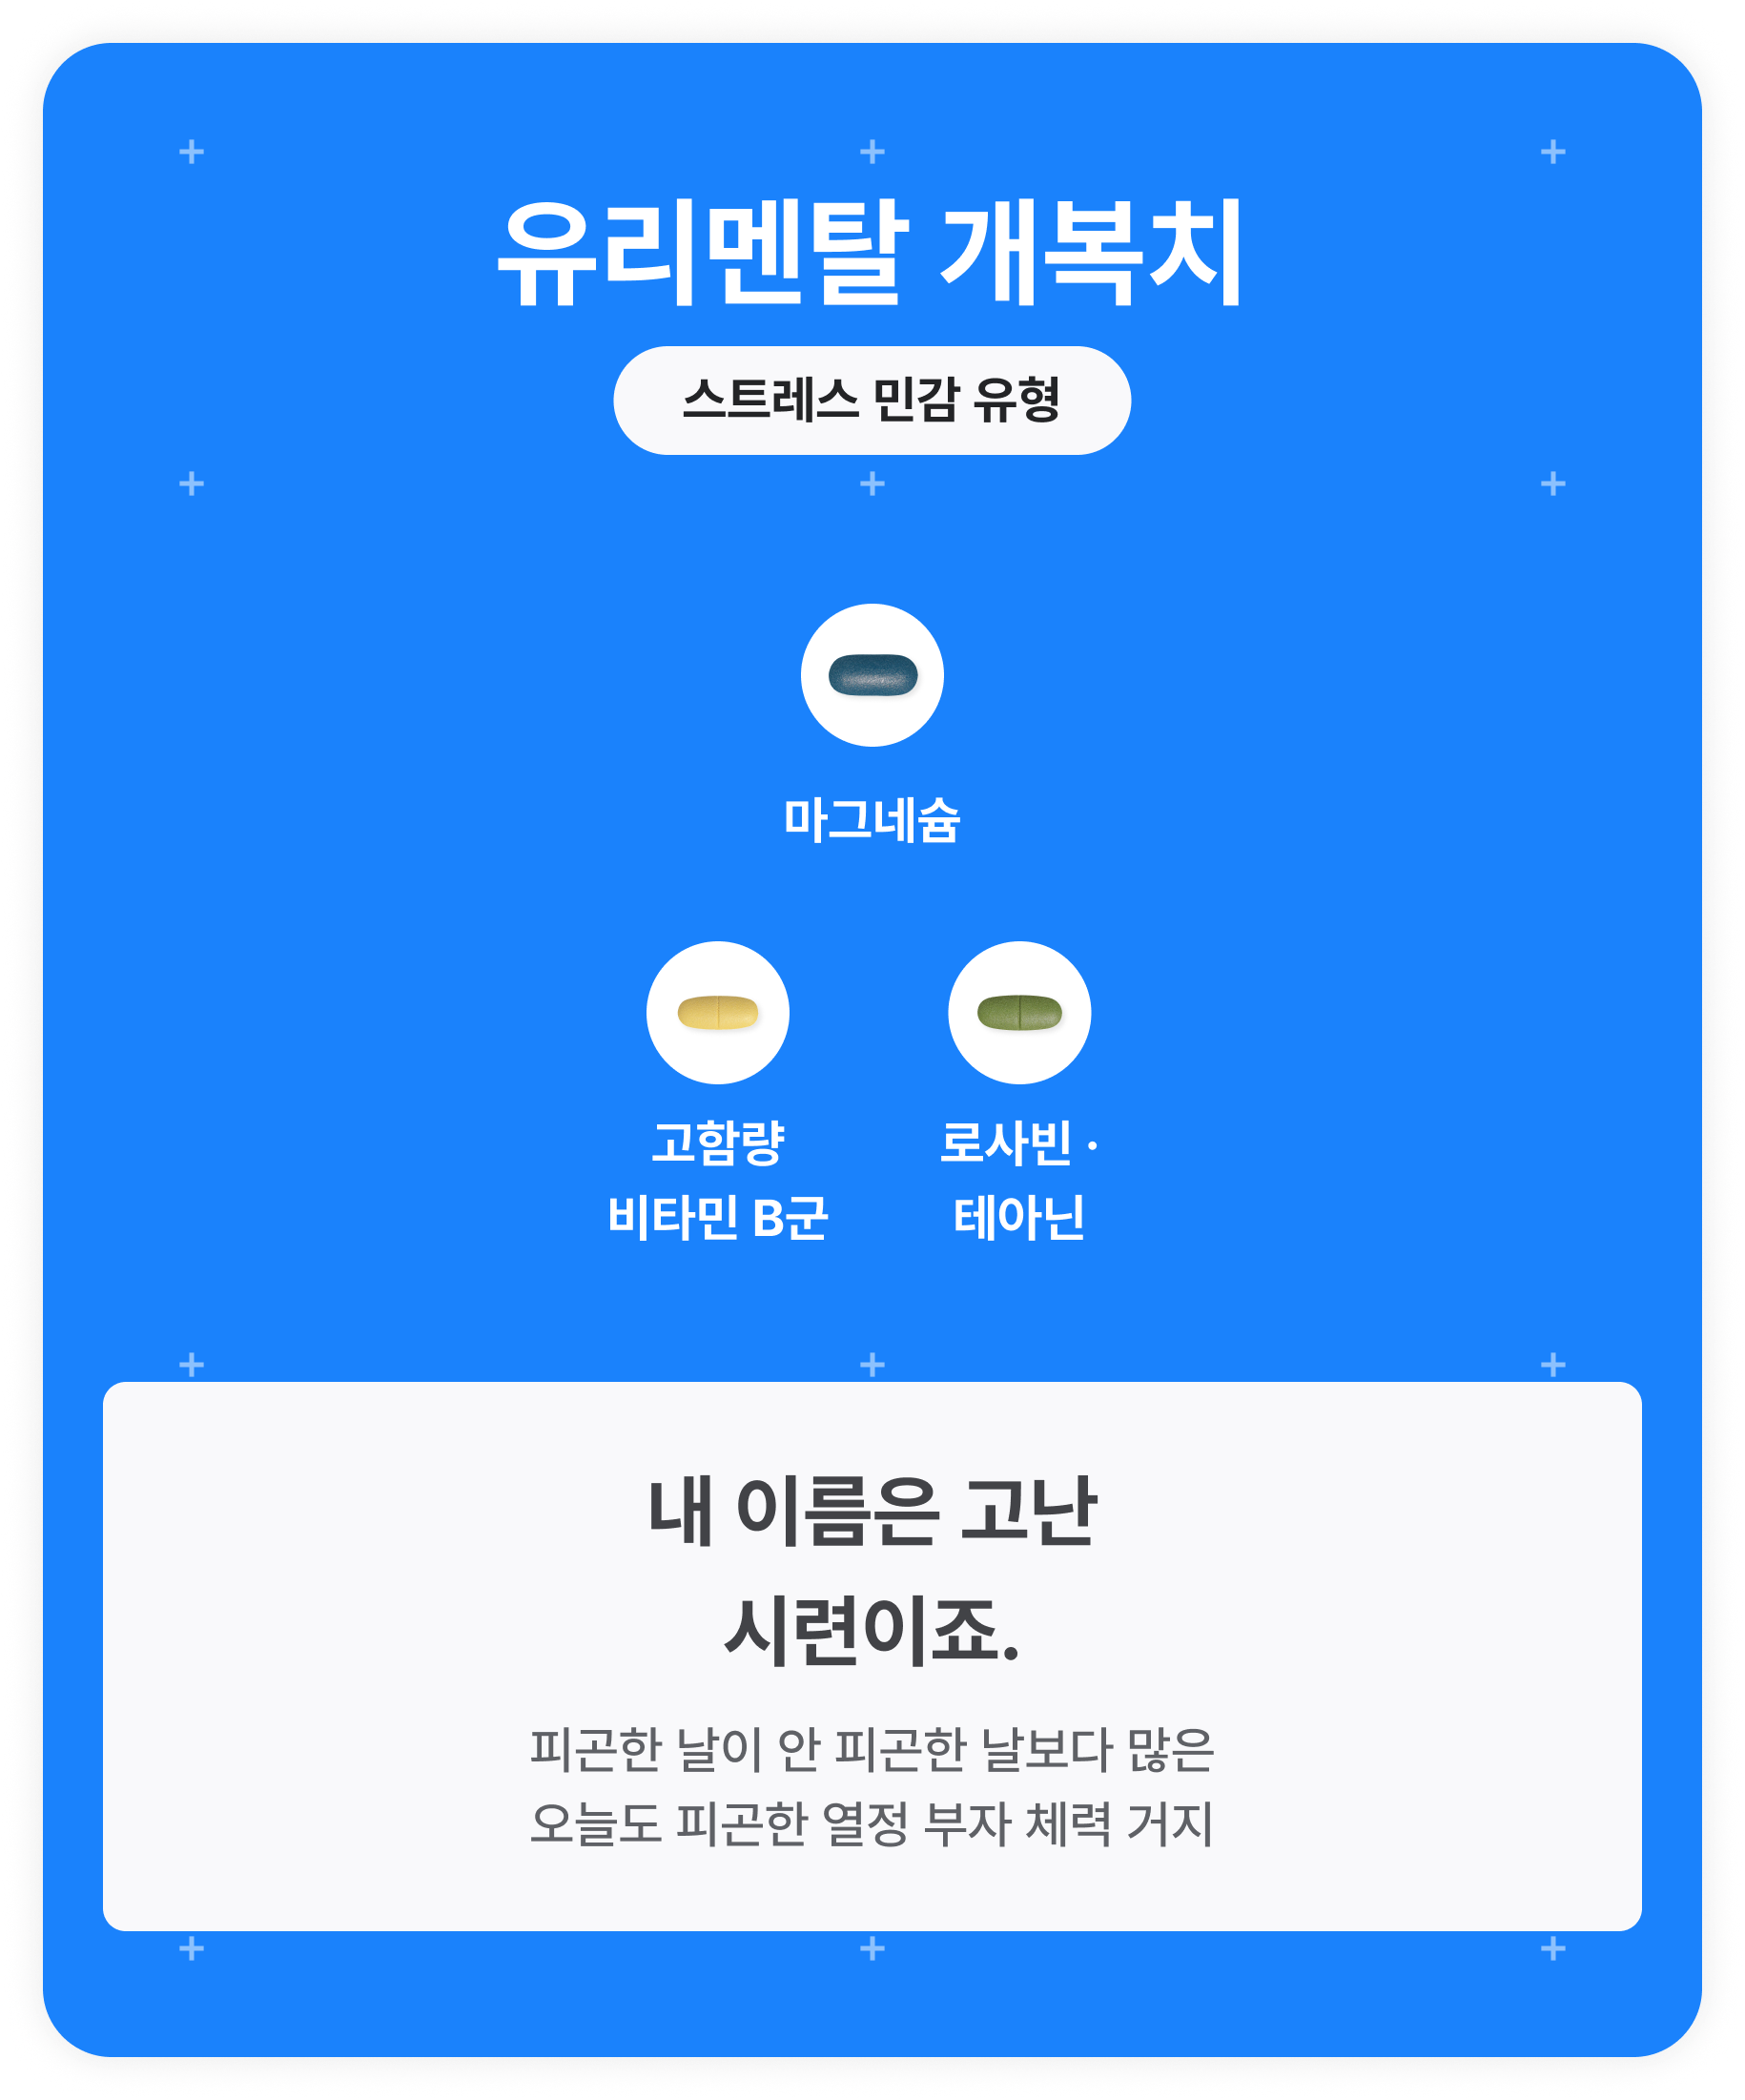 유리멘탈 개복치
스트레스 민감 유형
마그네슘
고함량
비타민 B군
로사빈 ·
테아닌
내 이름은 고난
시련이죠.
피곤한 날이 안 피곤한 날보다 많은
오늘도 피곤한 열정 부자 체력 거지